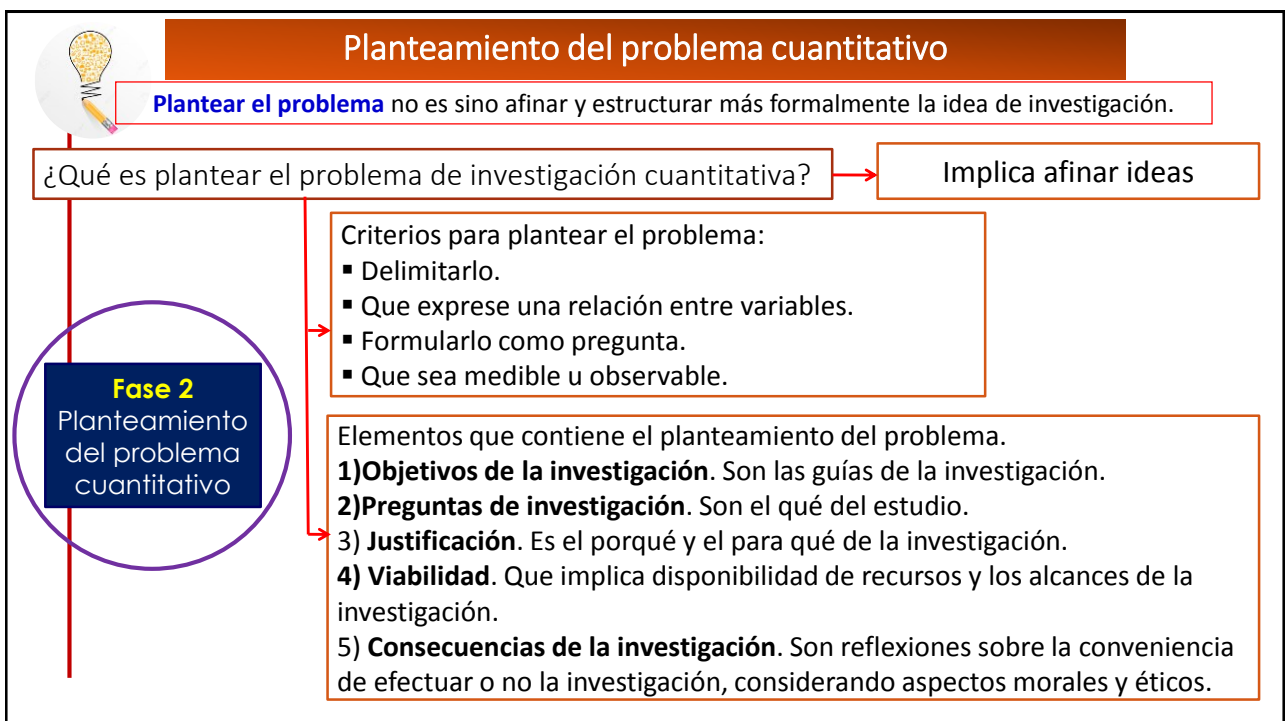 Planteamiento del problema cuantitativo
Plantear el problema no es sino afinar y estructurar más formalmente la idea de investigación.
¿Qué es plantear el problema de investigación cuantitativa?
Implica afinar ideas
Criterios para plantear el problema:
▪ Delimitarlo.
▪ Que exprese una relación entre variables.
▪ Formularlo como pregunta.
▪ Que sea medible u observable.
Fase 2
Planteamiento
del problema
cuantitativo
Elementos que contiene el planteamiento del problema.
1)Objetivos de la investigación. Son las guías de la investigación.
2)Preguntas de investigación. Son el qué del estudio.
3) Justificación. Es el porqué y el para qué de la investigación.
4) Viabilidad. Que implica disponibilidad de recursos y los alcances de la
investigación.
5) Consecuencias de la investigación. Son reflexiones sobre la conveniencia
de efectuar o no la investigación, considerando aspectos morales y éticos.